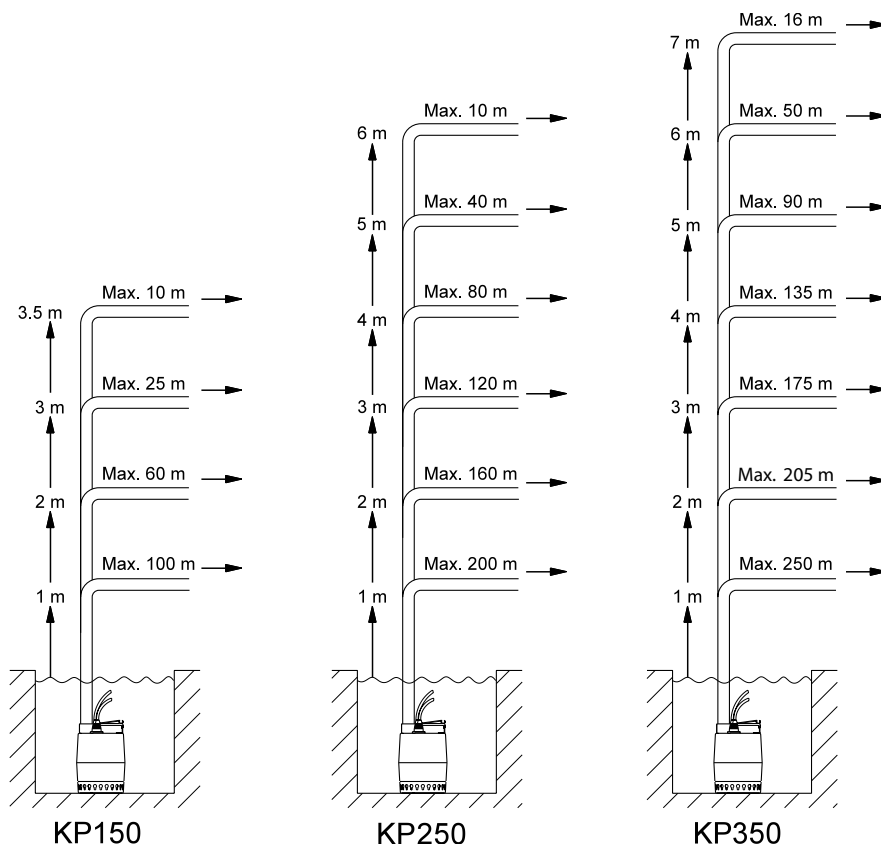 Max. 10 m
3.5 m
Max. 25 m
3 m
Max. 60 m
2 m
Max. 100 m
1 m
KP150
Max. 10 m
6 m
Max. 40 m
5 m
Max. 80 m
4 m
Max. 120 m
3 m
Max. 160 m
2 m
Max. 200 m
1 m
KP250
Max. 16 m
7 m
Max. 50 m
6 m
Max. 90 m
5 m
Max. 135 m
4 m
Max. 175 m
3 m
Max. 205 m
2 m
Max. 250 m
1 m
KP350